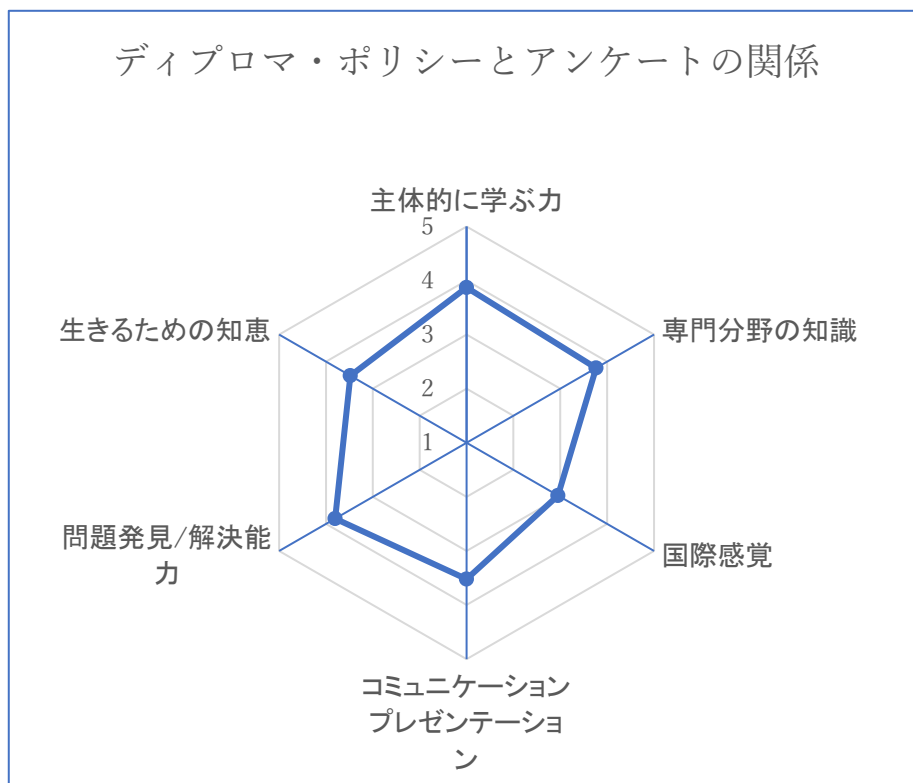 ディプロマ・ポリシーとアンケートの関係
主体的に学ぶ力
5
4
3
2
1
生きるための知恵
専門分野の知識
問題発見/解決能
力
国際感覚
コミュニケーション
プレゼンテーショ
ン